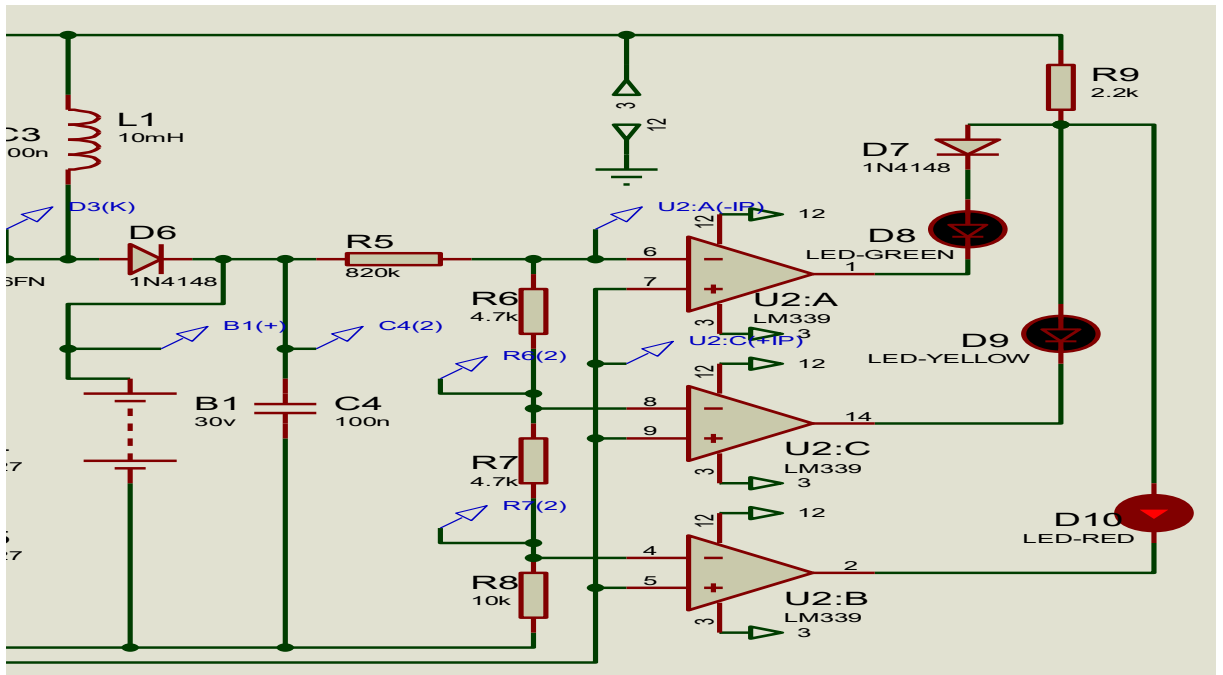 R9
2.2k
3
12
L1
10mH
C3
00n
D7
1N4148
D3(K)
U2:A(-IP)
12
12
D6
1N4148
R5
820k
D8
LED-GREEN
6
7
1
U2:A
LM339
3
3
6FN
R6
4.7k
B1(+)
C4(2)
U2:C(+IP)
D9
LED-YELLOW
R6(2)
12
12
B1
30v
C4
100n
8
9
14
U2:C
LM339
3
3
R7
4.7k
27
R7(2)
12
12
D10
LED-RED
4
5
2
R8
10k
U2:B
LM339
3
3
27